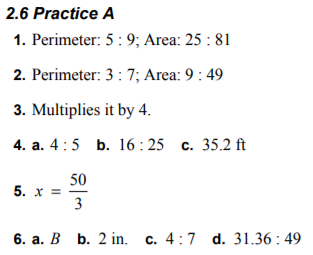 2.6 Practice A
1. Perimeter: 5 : 9; Area: 25 : 81
2. Perimeter: 3 : 7; Area: 9 : 49
3. Multiplies it by 4.
4. a. 4 : 5 b. 16 : 25 c. 35.2 ft
5. x = 50/3
6. a. B b. 2 in. c. 4 : 7 d. 31.36 : 49